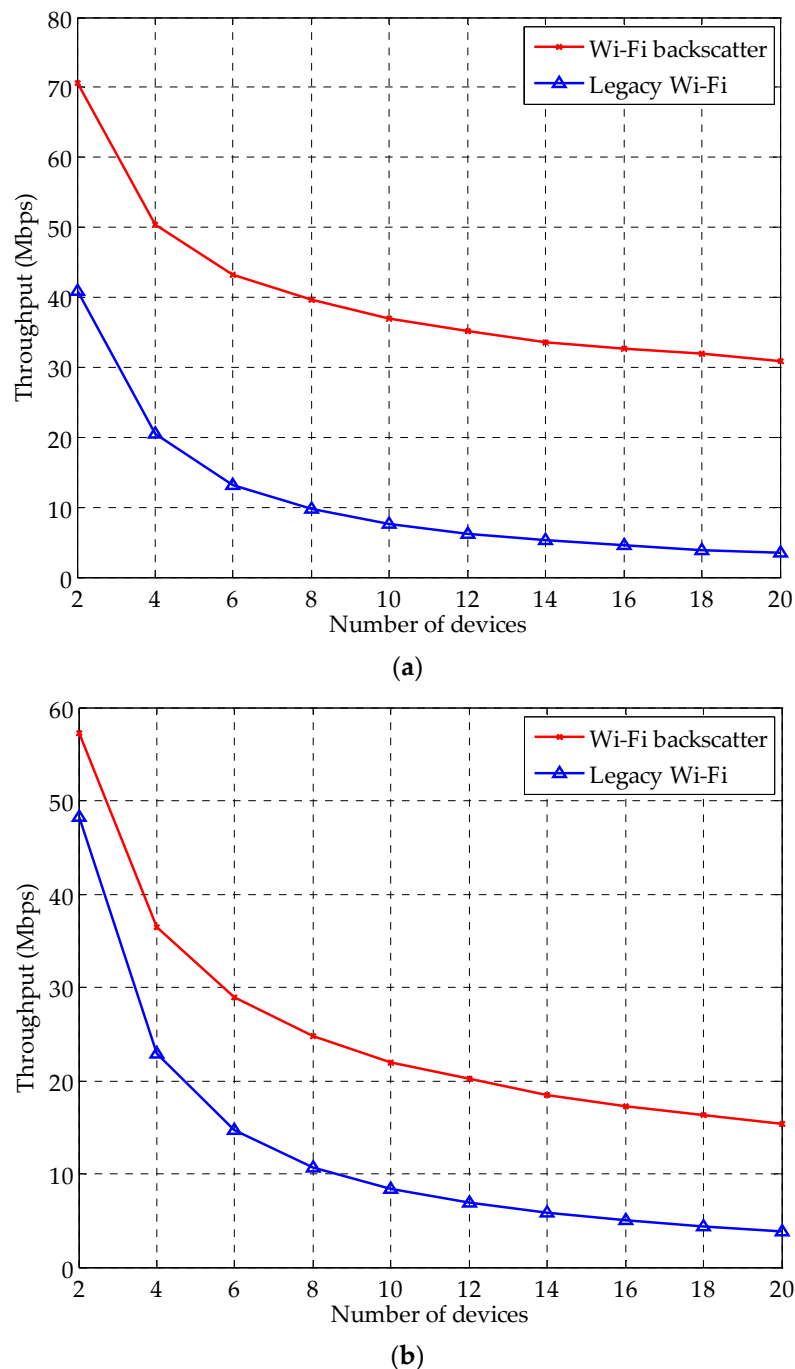 80
70
60
50
40
30
20
10
0
Throughput (Mbps)
Wi-Fi backscatter
Legacy Wi-Fi
2 4 6 8 10 12 14 16 18 20
Number of devices
(a)
60
50
40
30
20
10
0
Throughput (Mbps)
Wi-Fi backscatter
Legacy Wi-Fi
2 4 6 8 10 12 14 16 18 20
Number of devices
(b)